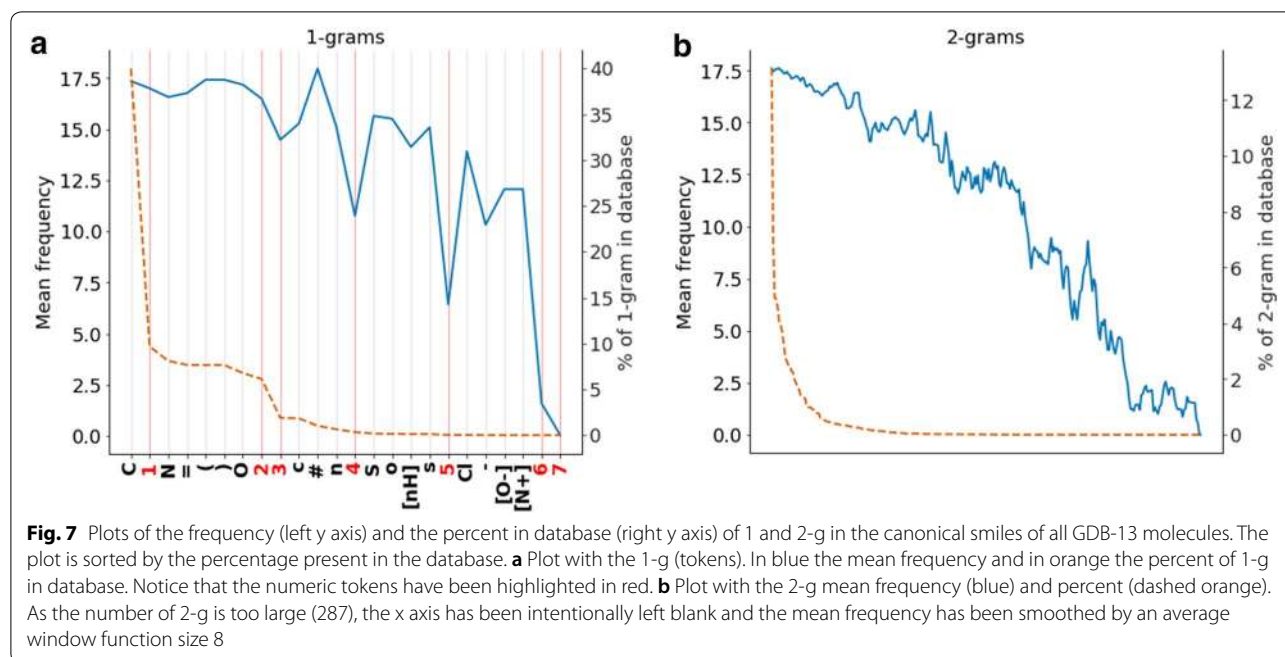 a
1-grams
Mean frequency
17.5
15.0
12.5
10.0
7.5
5.0
2.5
0.0
40
35
30
25
20
15
10
5
0
% of 1-gram in database
C 1 N = ( ) O 2 3 c # n 4 S o [nH] s 5 Cl - [O-] [N+] 6 7
b
2-grams
Mean frequency
17.5
15.0
12.5
10.0
7.5
5.0
2.5
0.0
12
10
8
6
4
2
0
% of 2-gram in database
Fig. 7 Plots of the frequency (left y axis) and the percent in database (right y axis) of 1 and 2-g in the canonical smiles of all GDB-13 molecules. The
plot is sorted by the percentage present in the database. a Plot with the 1-g (tokens). In blue the mean frequency and in orange the percent of 1-g
in database. Notice that the numeric tokens have been highlighted in red. b Plot with the 2-g mean frequency (blue) and percent (dashed orange).
As the number of 2-g is too large (287), the x axis has been intentionally left blank and the mean frequency has been smoothed by an average
window function size 8